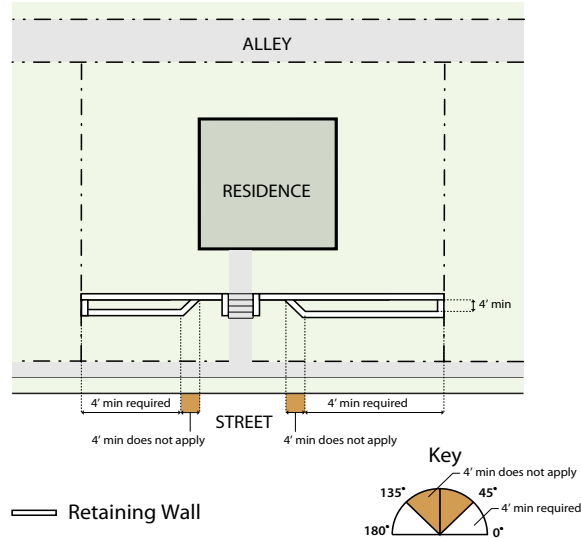 ALLEY
RESIDENCE
4' min
4' min required
4' min required
STREET
4' min does not apply
4' min does not apply
Key
4' min does not apply
135°
45°
4' min required
180°
0°
Retaining Wall